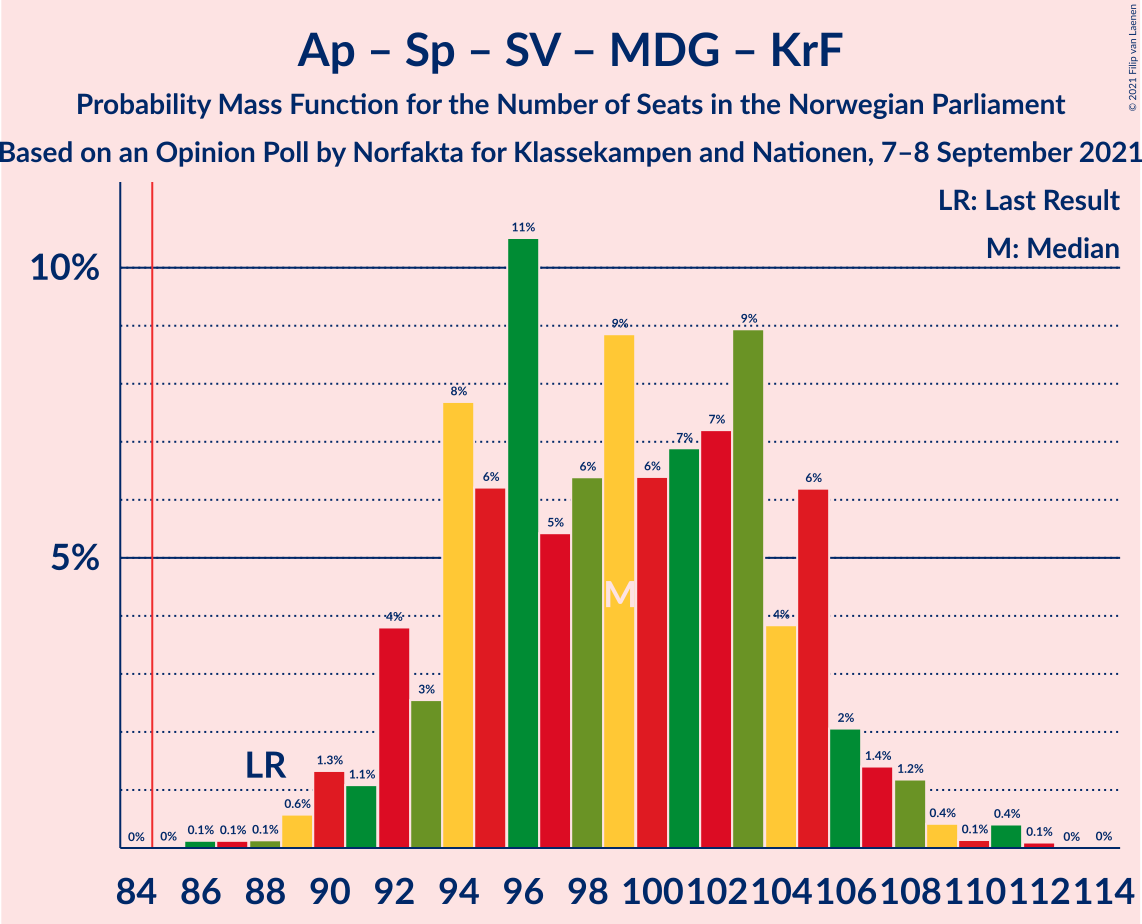 Ap – Sp – SV – MDG – KrF
Probability Mass Function for the Number of Seats in the Norwegian Parliament
Based on an Opinion Poll by Norfakta for Klassekampen and Nationen, 7–8 September 2021
© 2021 Filip van Laenen
LR: Last Result
M: Median
10%
5%
0% 0% 0.1% 0.1% 0.1% 0.6% 1.3% 1.1% 4% 3% 8% 6% 11% 5% 6% 9% 6% 7% 7% 9% 4% 6% 2% 1.4% 1.2% 0.4% 0.1% 0.4% 0.1% 0% 0%
M
LR
84 86 88 90 92 94 96 98 100 102 104 106 108 110 112 114